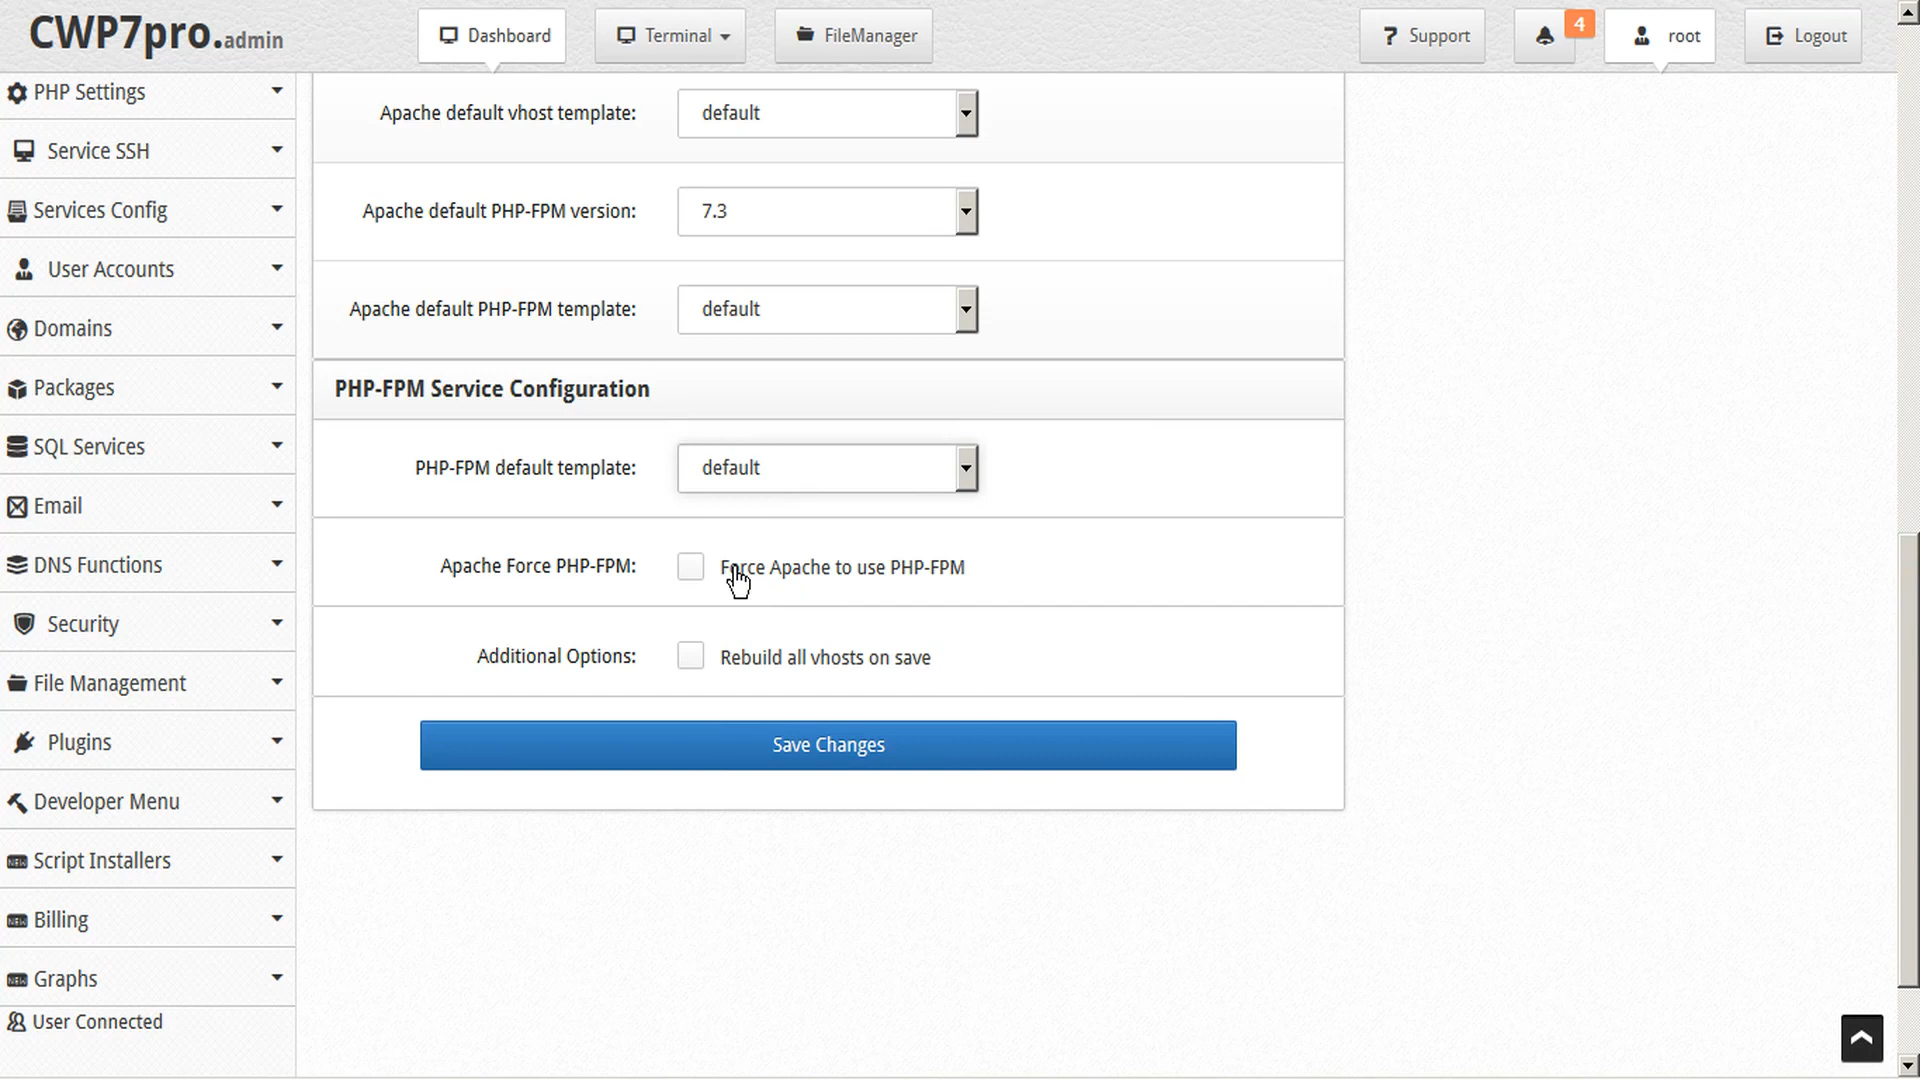 CWP7pro.admin
Dashboard
Terminal
FileManager
Support
4
root
Logout
PHP Settings
Service SSH
Services Config
User Accounts
Domains
Packages
SQL Services
Email
DNS Functions
Security
File Management
Plugins
Developer Menu
NEW Script Installers
NEW Billing
NEW Graphs
User Connected
Apache default vhost template: default
Apache default PHP-FPM version: 7.3
Apache default PHP-FPM template: default
PHP-FPM Service Configuration
PHP-FPM default template: default
Apache Force PHP-FPM: Force Apache to use PHP-FPM
Additional Options: Rebuild all vhosts on save
Save Changes